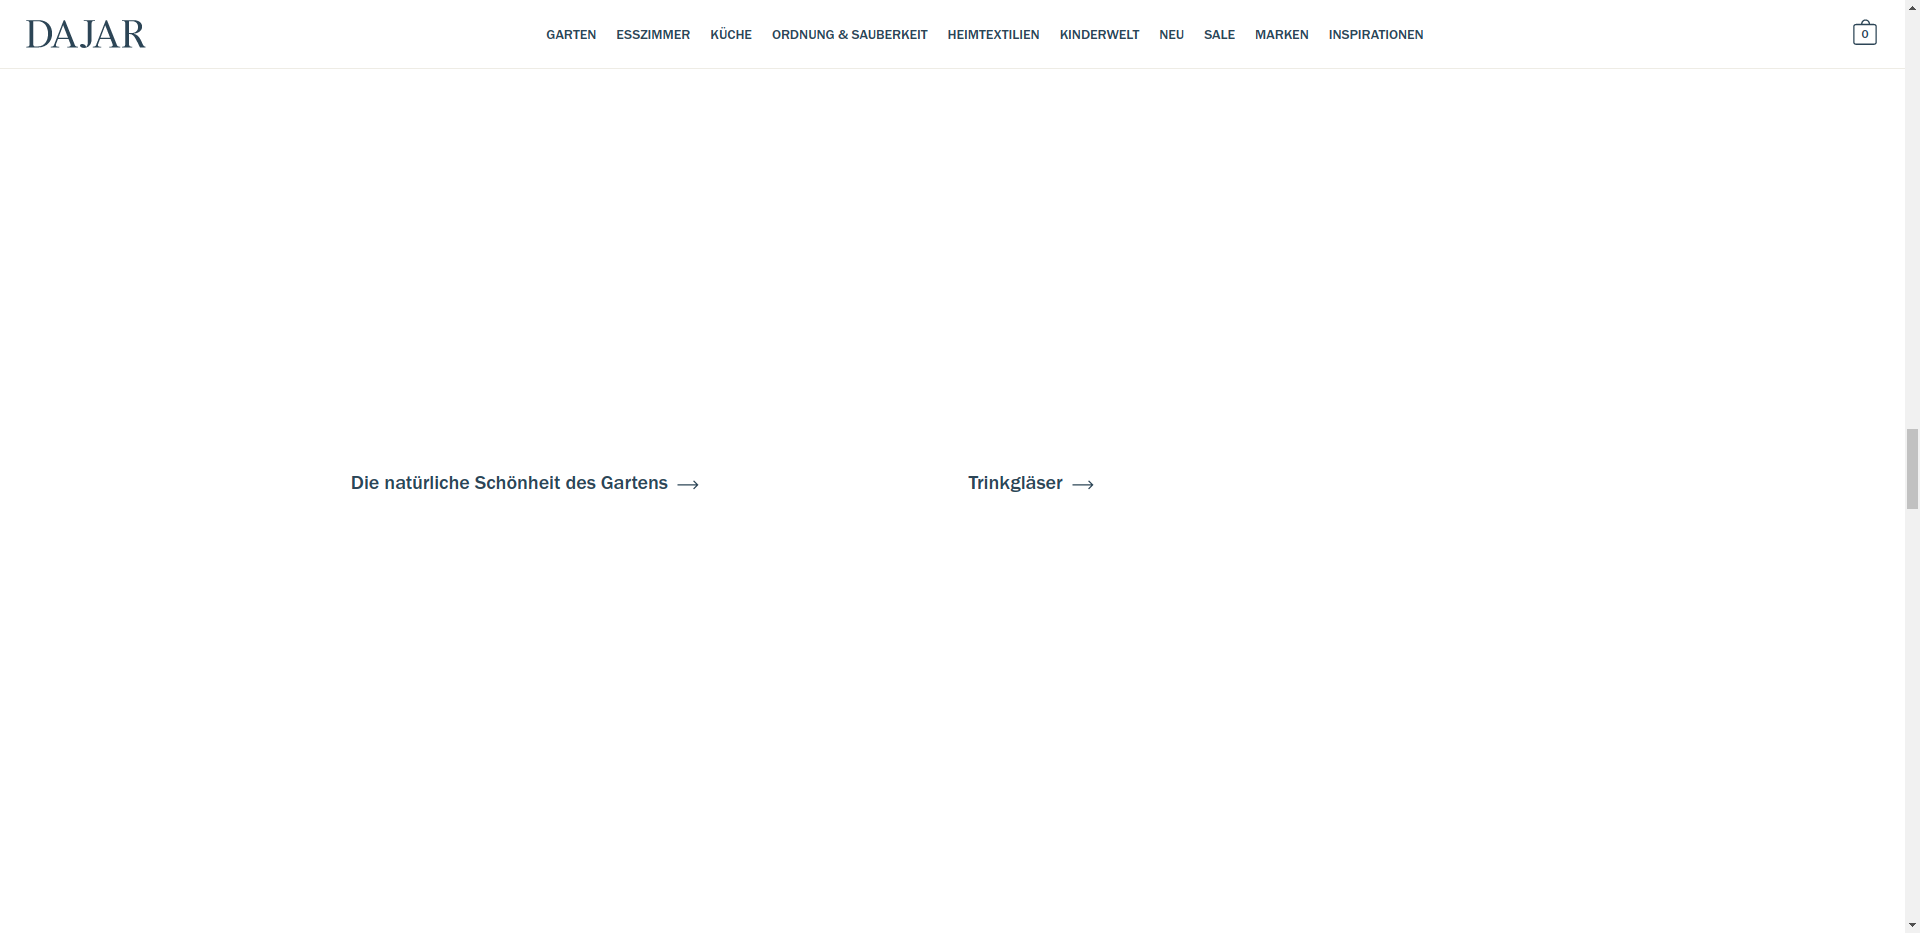 DAJAR
GARTEN ESSZIMMER KÜCHE ORDNUNG & SAUBERKEIT HEIMTEXTILIEN KINDERWELT NEU SALE MARKEN INSPIRATIONEN
0
Die natürliche Schönheit des Gartens
Trinkgläser